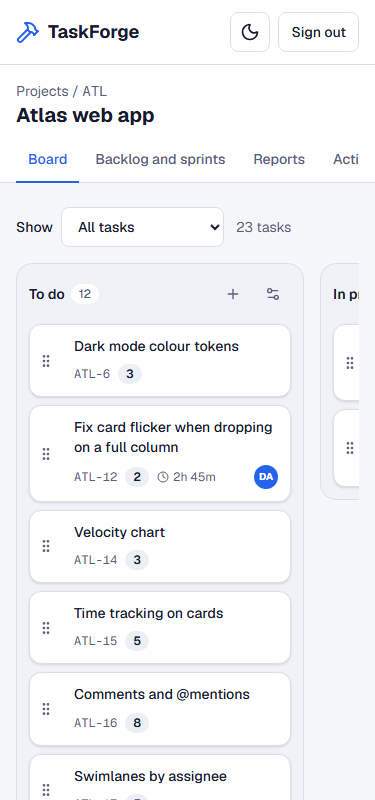 TaskForge
Sign out
Projects / ATL
Atlas web app
Board
Backlog and sprints
Reports
Acti
Show
All tasks
23 tasks
To do
12
In pr
Dark mode colour tokens
ATL-6
3
Fix card flicker when dropping
on a full column
ATL-12
2
2h 45m
DA
Velocity chart
ATL-14
3
Time tracking on cards
ATL-15
5
Comments and @mentions
ATL-16
8
Swimlanes by assignee